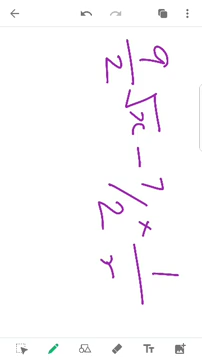 9/2 √x - 7/2 + 1/r